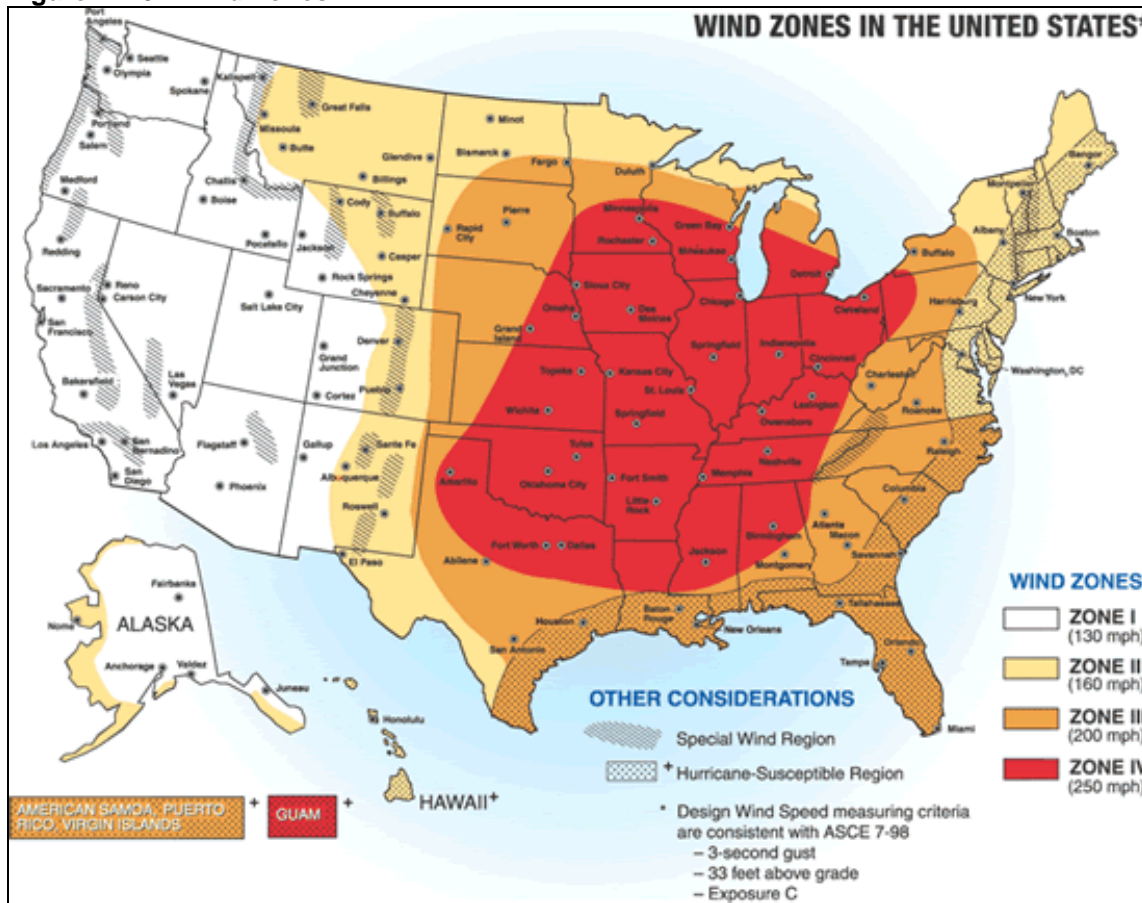 WIND ZONES IN THE UNITED STATES*
Port
Angeles
Seattle
Olympia
Spokane
Kalispell
Great Falls
Missoula
Butte
Glendive
Billings
Minot
Bismarck
Fargo
Duluth
Portland
Salem
Medford
Challis
Boise
Pocatello
Cody
Buffalo
Jackson
Casper
Rock Springs
Cheyenne
Rapid
City
Pierre
Minneapolis
Rochester
Green Bay
Detroit
Buffalo
Albany
Montpelier
Bangor
Boston
New York
Harrisburg
Washington, DC
Redding
Sacramento
Reno
Carson City
San
Francisco
Salt Lake City
Grand
Junction
Cortez
Denver
Pueblo
Grand
Island
Omaha
Sioux City
Des
Moines
Chicago
Cleveland
Springfield
Indianapolis
Cincinnati
Charleston
Roanoke
Bakersfield
Las
Vegas
Topeka
Kansas City
St. Louis
Lexington
Owensboro
Wichita
Springfield
Raleigh
Los Angeles
San
Bernadino
San
Diego
Flagstaff
Phoenix
Gallup
Sante Fe
Albuquerque
Roswell
El Paso
Amarillo
Tulsa
Oklahoma City
Fort Smith
Little
Rock
Memphis
Nashville
Columbia
Atlanta
Macon
Savannah
Birmingham
Montgomery
Jackson
Fort Worth
Dallas
Abilene
Houston
San Antonio
Baton
Rouge
New Orleans
Tallahassee
Orlando
Tampa
Miami
Fairbanks
Nome
ALASKA
Anchorage
Valdez
Juneau
Honolulu
HAWAII+
AMERICAN SAMOA, PUERTO
RICO, VIRGIN ISLANDS
+
GUAM
+
OTHER CONSIDERATIONS
Special Wind Region
+ Hurricane-Susceptible Region
* Design Wind Speed measuring criteria
are consistent with ASCE 7-98
– 3-second gust
– 33 feet above grade
– Exposure C
WIND ZONES
ZONE I
(130 mph)
ZONE II
(160 mph)
ZONE III
(200 mph)
ZONE IV
(250 mph)